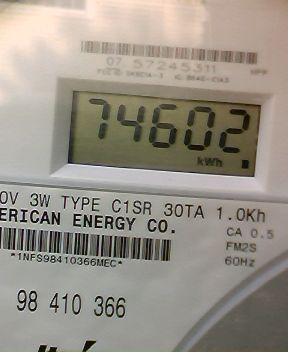 07 57245311
74602
kWh
0V 3W TYPE C1SR 30TA 1.0Kh
ERICAN ENERGY CO.
CA 0.5
FM2S
*1NFS98410366MEC*
60Hz
98 410 366